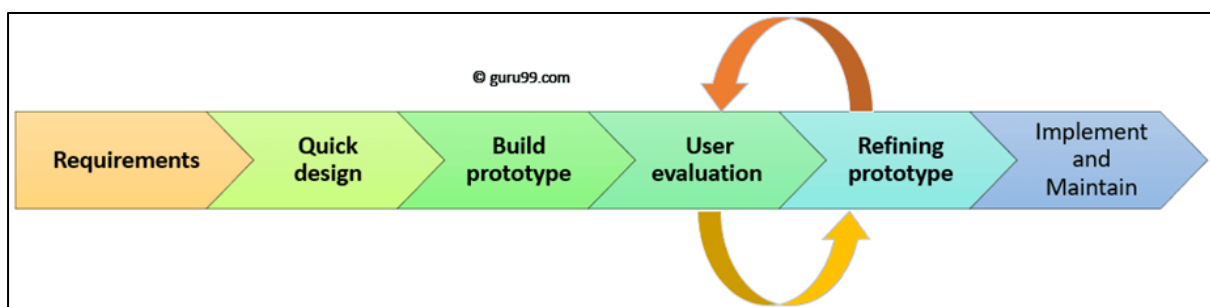 © guru99.com
Requirements
Quick
design
Build
prototype
User
evaluation
Refining
prototype
Implement
and
Maintain